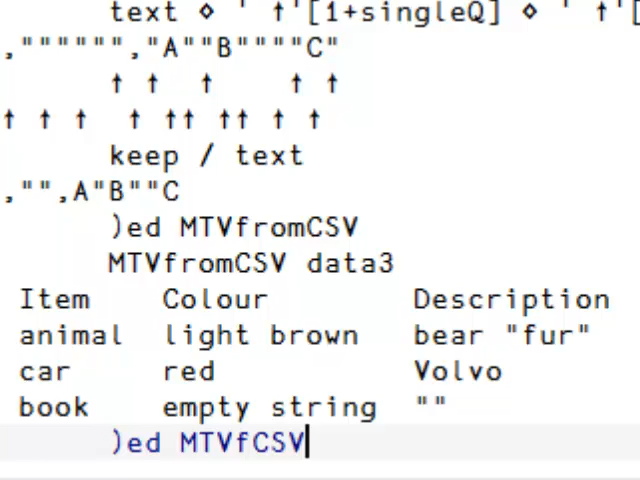 text ⋄ ' ↑'[1+singleQ] ⋄ ' ↑'[
,"""""","A""B""""C"
↑ ↑ ↑ ↑ ↑
↑ ↑ ↑ ↑ ↑↑ ↑↑ ↑ ↑
keep / text
,"",A"B""C
)ed MTVfromCSV
MTVfromCSV data3
Item Colour Description
animal light brown bear "fur"
car red Volvo
book empty string ""
)ed MTVfCSV